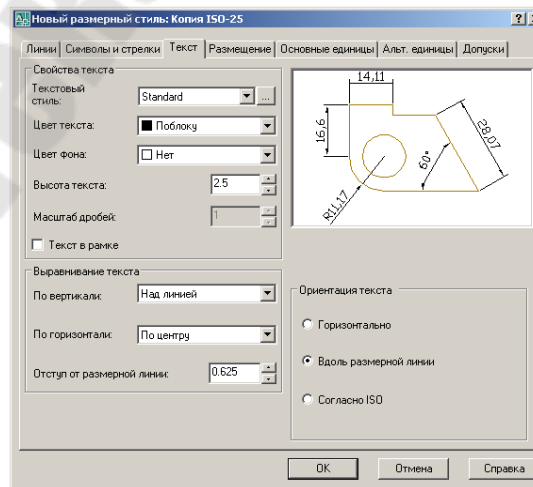 Новый размерный стиль: Копия ISO-25
Линии Символы и стрелки Текст Размещение Основные единицы Альт. единицы Допуски
Свойства текста
Текстовый
стиль:
Standard
...
Цвет текста:
Поблоку
Цвет фона:
Нет
Высота текста:
2.5
Масштаб дробей:
1
Текст в рамке
14,11
16,6
28,07
60°
R11,17
Выравнивание текста
По вертикали:
Над линией
По горизонтали:
По центру
Отступ от размерной линии:
0.625
Ориентация текста
Горизонтально
Вдоль размерной линии
Согласно ISO
OK Отмена Справка